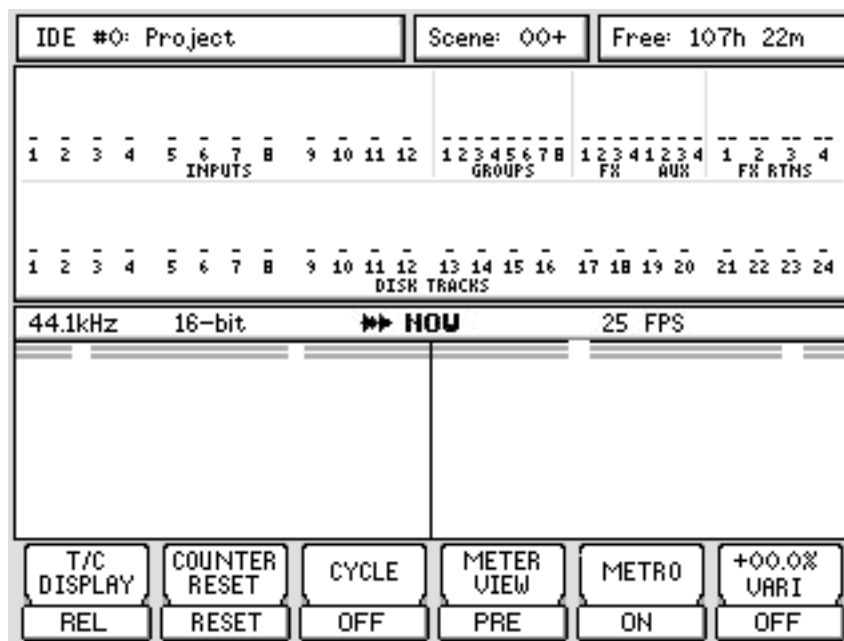 IDE #0: Project Scene: 00+ Free: 107h 22m
1 2 3 4 5 6 7 8 9 10 11 12 1 2 3 4 5 6 7 8 1 2 3 4 1 2 3 4 1 2 3 4
INPUTS GROUPS FX AUX FX RTNS
1 2 3 4 5 6 7 8 9 10 11 12 13 14 15 16 17 18 19 20 21 22 23 24
DISK TRACKS
44.1kHz 16-bit NOW 25 FPS
T/C COUNTER CYCLE METER METRO +00.0%
DISPLAY RESET VIEW VARI
REL RESET OFF PRE ON OFF